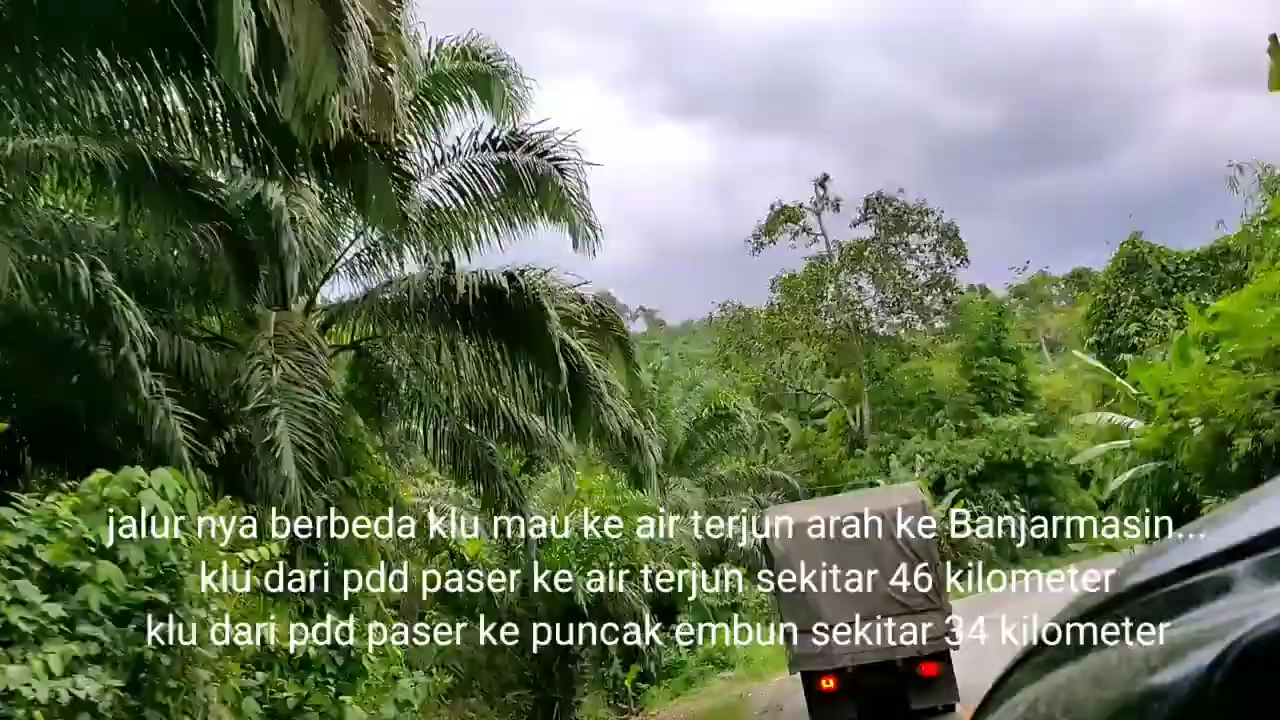 jalur nya berbeda klu mau ke air terjun arah ke Banjarmasin...
klu dari pdd paser ke air terjun sekitar 46 kilometer
klu dari pdd paser ke puncak embun sekitar 34 kilometer